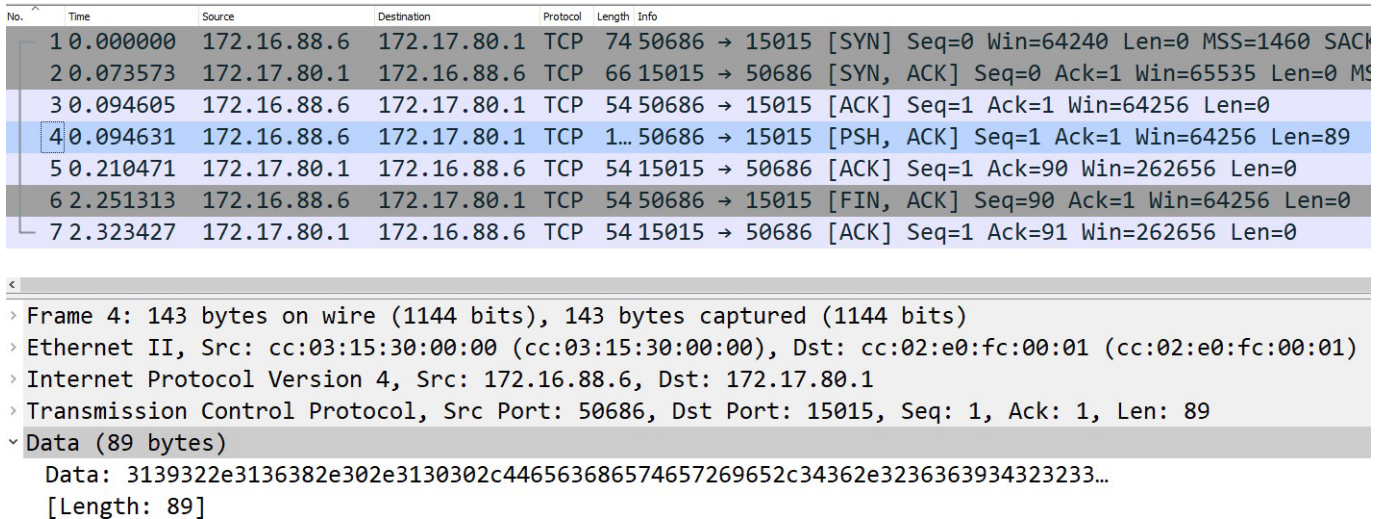 No. Time Source Destination Protocol Length Info
1 0.000000 172.16.88.6 172.17.80.1 TCP 74 50686 → 15015 [SYN] Seq=0 Win=64240 Len=0 MSS=1460 SACK
2 0.073573 172.17.80.1 172.16.88.6 TCP 66 15015 → 50686 [SYN, ACK] Seq=0 Ack=1 Win=65535 Len=0 MS
3 0.094605 172.16.88.6 172.17.80.1 TCP 54 50686 → 15015 [ACK] Seq=1 Ack=1 Win=64256 Len=0
4 0.094631 172.16.88.6 172.17.80.1 TCP 1… 50686 → 15015 [PSH, ACK] Seq=1 Ack=1 Win=64256 Len=89
5 0.210471 172.17.80.1 172.16.88.6 TCP 54 15015 → 50686 [ACK] Seq=1 Ack=90 Win=262656 Len=0
6 2.251313 172.16.88.6 172.17.80.1 TCP 54 50686 → 15015 [FIN, ACK] Seq=90 Ack=1 Win=64256 Len=0
7 2.323427 172.17.80.1 172.16.88.6 TCP 54 15015 → 50686 [ACK] Seq=1 Ack=91 Win=262656 Len=0
Frame 4: 143 bytes on wire (1144 bits), 143 bytes captured (1144 bits)
Ethernet II, Src: cc:03:15:30:00:00 (cc:03:15:30:00:00), Dst: cc:02:e0:fc:00:01 (cc:02:e0:fc:00:01)
Internet Protocol Version 4, Src: 172.16.88.6, Dst: 172.17.80.1
Transmission Control Protocol, Src Port: 50686, Dst Port: 15015, Seq: 1, Ack: 1, Len: 89
Data (89 bytes)
Data: 3139322e3136382e302e3130302c446563686574657269652c34362e3236363934323233…
[Length: 89]